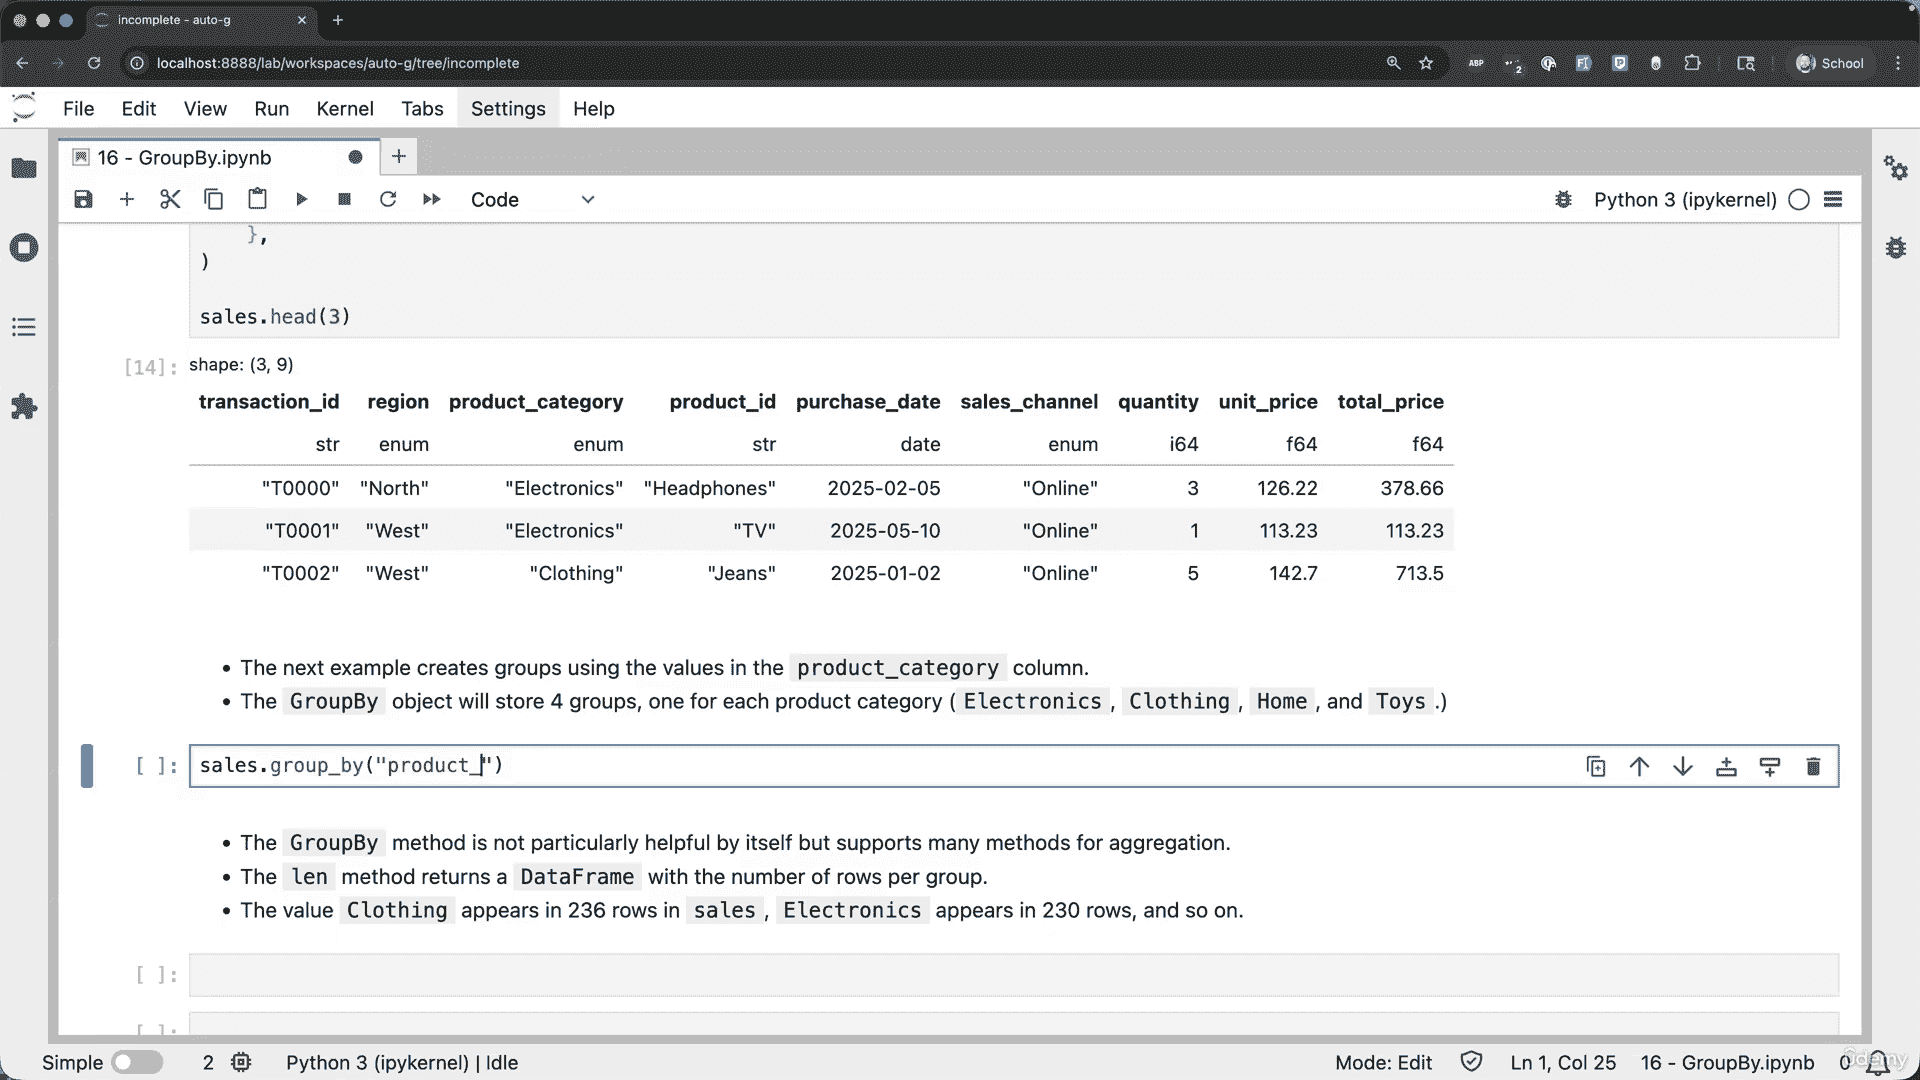 incomplete - auto-g
localhost:8888/lab/workspaces/auto-g/tree/incomplete
ABP
2
School
File Edit View Run Kernel Tabs Settings Help
16 - GroupBy.ipynb
Code
Python 3 (ipykernel)
},
)
sales.head(3)
[14]: shape: (3, 9)
transaction_id region product_category product_id purchase_date sales_channel quantity unit_price total_price
str enum enum str date enum i64 f64 f64
"T0000" "North" "Electronics" "Headphones" 2025-02-05 "Online" 3 126.22 378.66
"T0001" "West" "Electronics" "TV" 2025-05-10 "Online" 1 113.23 113.23
"T0002" "West" "Clothing" "Jeans" 2025-01-02 "Online" 5 142.7 713.5
• The next example creates groups using the values in the product_category column.
• The GroupBy object will store 4 groups, one for each product category ( Electronics , Clothing , Home , and Toys .)
[ ]: sales.group_by("product_")
• The GroupBy method is not particularly helpful by itself but supports many methods for aggregation.
• The len method returns a DataFrame with the number of rows per group.
• The value Clothing appears in 236 rows in sales , Electronics appears in 230 rows, and so on.
[ ]:
[ ]:
Simple 2 Python 3 (ipykernel) | Idle Mode: Edit Ln 1, Col 25 16 - GroupBy.ipynb 0
Udemy